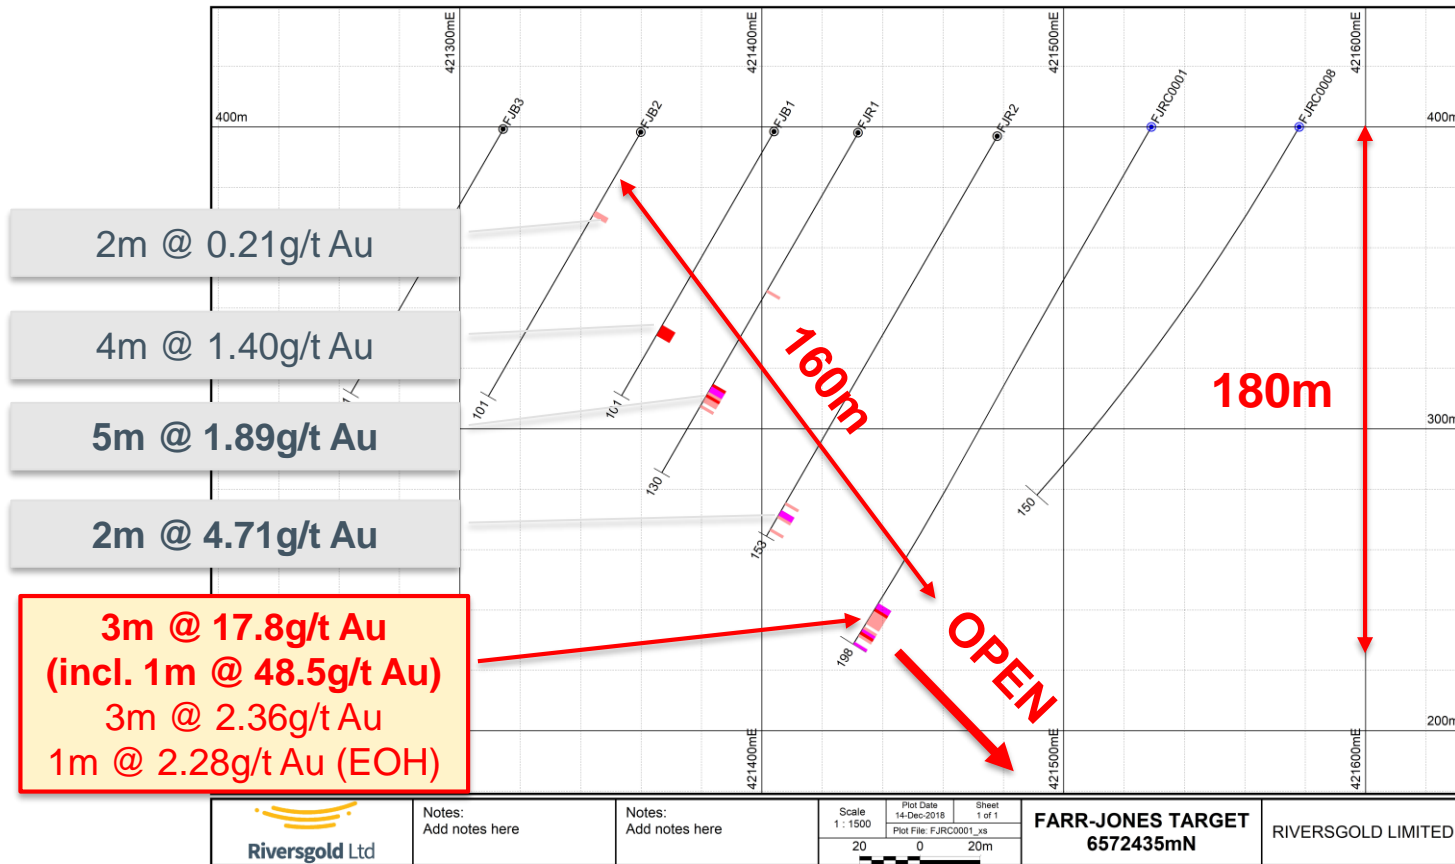 421300mE
421400mE
421500mE
421600mE
FJB3
FJB2
FJB1
FJR1
FJR2
FJRC0001
FJRC0008
400m
400m
2m @ 0.21g/t Au
4m @ 1.40g/t Au
5m @ 1.89g/t Au
2m @ 4.71g/t Au
3m @ 17.8g/t Au
(incl. 1m @ 48.5g/t Au)
3m @ 2.36g/t Au
1m @ 2.28g/t Au (EOH)
160m
180m
300m
101
101
130
153
150
198
OPEN
200m
421400mE
421500mE
421600mE
Riversgold Ltd
Notes:
Add notes here
Notes:
Add notes here
Scale
1 : 1500
Plot Date
14-Dec-2018
Sheet
1 of 1
Plot File: FJRC0001_xs
20 0 20m
FARR-JONES TARGET
6572435mN
RIVERSGOLD LIMITED